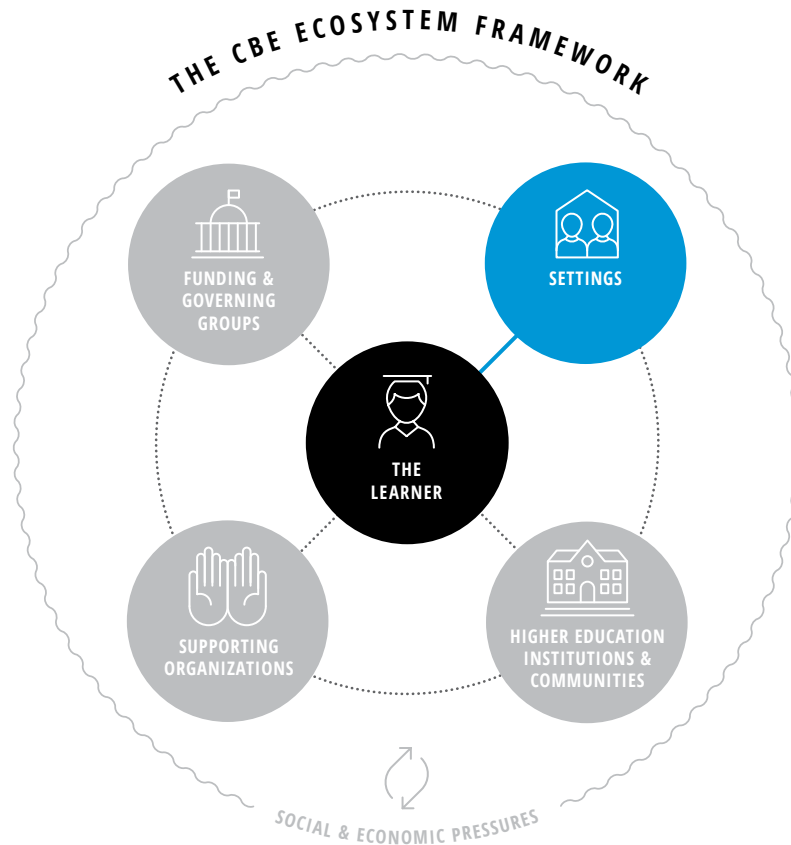 THE CBE ECOSYSTEM FRAMEWORK
FUNDING &
GOVERNING
GROUPS
SETTINGS
THE
LEARNER
SUPPORTING
ORGANIZATIONS
HIGHER EDUCATION
INSTITUTIONS &
COMMUNITIES
SOCIAL & ECONOMIC PRESSURES